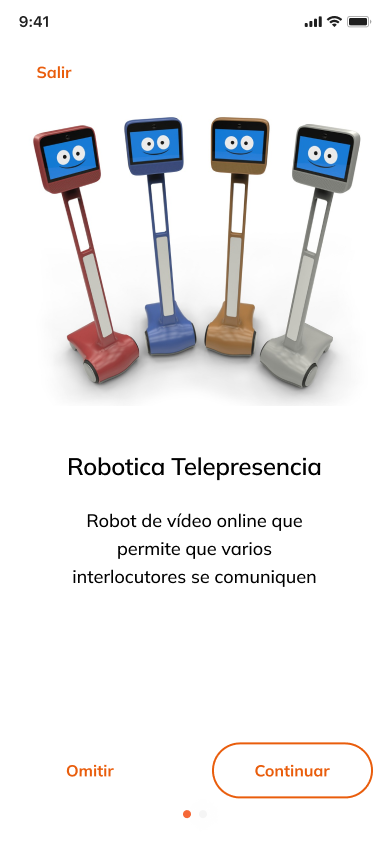 9:41
Salir
Robotica Telepresencia
Robot de vídeo online que
permite que varios
interlocutores se comuniquen
Omitir
Continuar